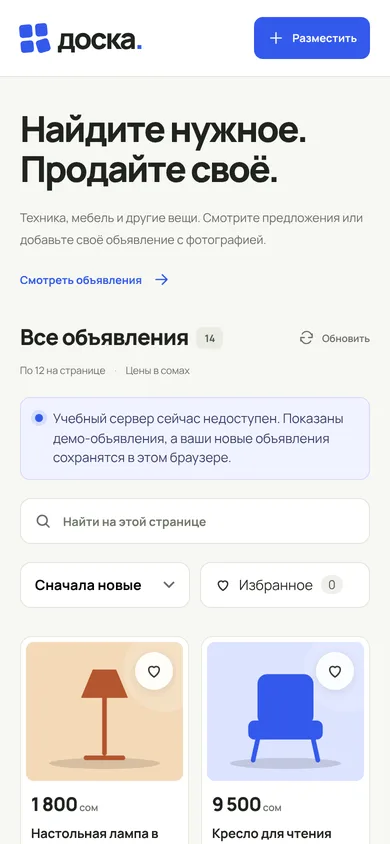 доска.
Разместить
Найдите нужное.
Продайте своё.
Техника, мебель и другие вещи. Смотрите предложения или
добавьте своё объявление с фотографией.
Смотреть объявления
Все объявления 14
Обновить
По 12 на странице · Цены в сомах
Учебный сервер сейчас недоступен. Показаны
демо-объявления, а ваши новые объявления
сохранятся в этом браузере.
Найти на этой странице
Сначала новые
Избранное 0
1 800 сом
Настольная лампа в
9 500 сом
Кресло для чтения